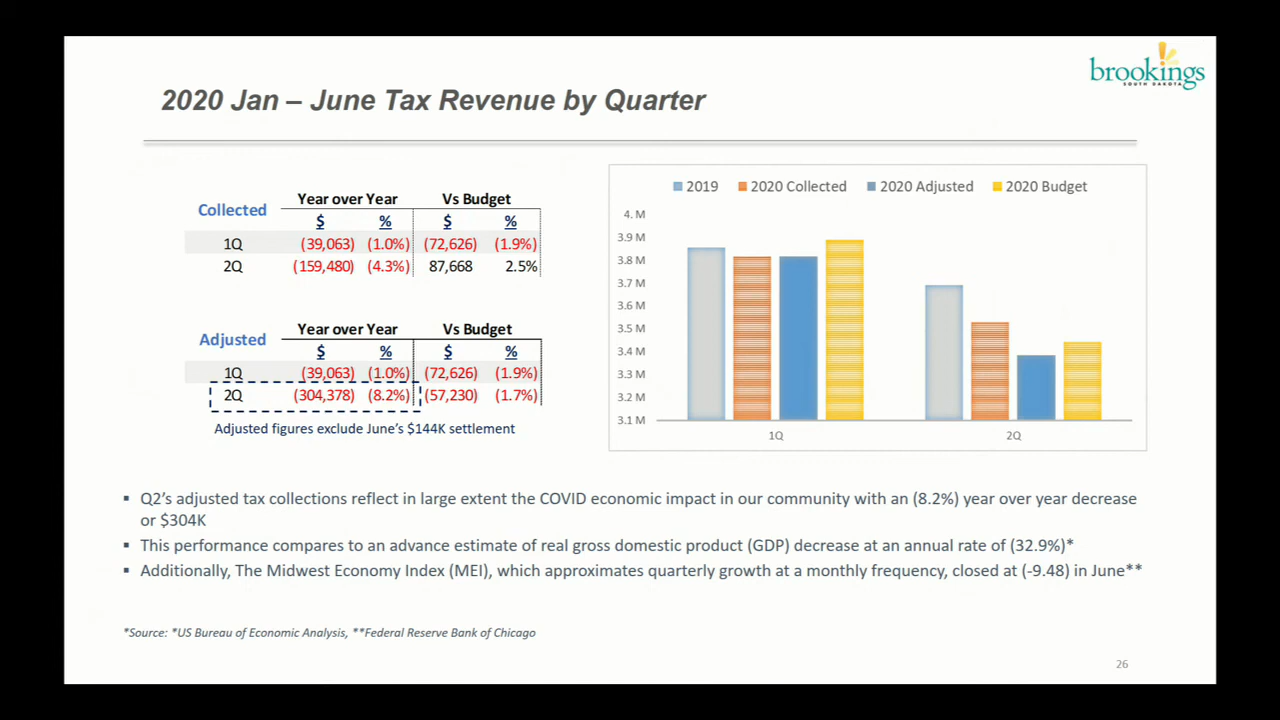 brookings
SOUTH DAKOTA
2020 Jan – June Tax Revenue by Quarter
Collected Year over Year Vs Budget
$ % $ %
1Q (39,063) (1.0%) (72,626) (1.9%)
2Q (159,480) (4.3%) 87,668 2.5%
Adjusted Year over Year Vs Budget
$ % $ %
1Q (39,063) (1.0%) (72,626) (1.9%)
2Q (304,378) (8.2%) (57,230) (1.7%)
Adjusted figures exclude June's $144K settlement
2019 2020 Collected 2020 Adjusted 2020 Budget
4. M
3.9 M
3.8 M
3.7 M
3.6 M
3.5 M
3.4 M
3.3 M
3.2 M
3.1 M
1Q 2Q
▪ Q2's adjusted tax collections reflect in large extent the COVID economic impact in our community with an (8.2%) year over year decrease
or $304K
▪ This performance compares to an advance estimate of real gross domestic product (GDP) decrease at an annual rate of (32.9%)*
▪ Additionally, The Midwest Economy Index (MEI), which approximates quarterly growth at a monthly frequency, closed at (-9.48) in June**
*Source: *US Bureau of Economic Analysis, **Federal Reserve Bank of Chicago
26